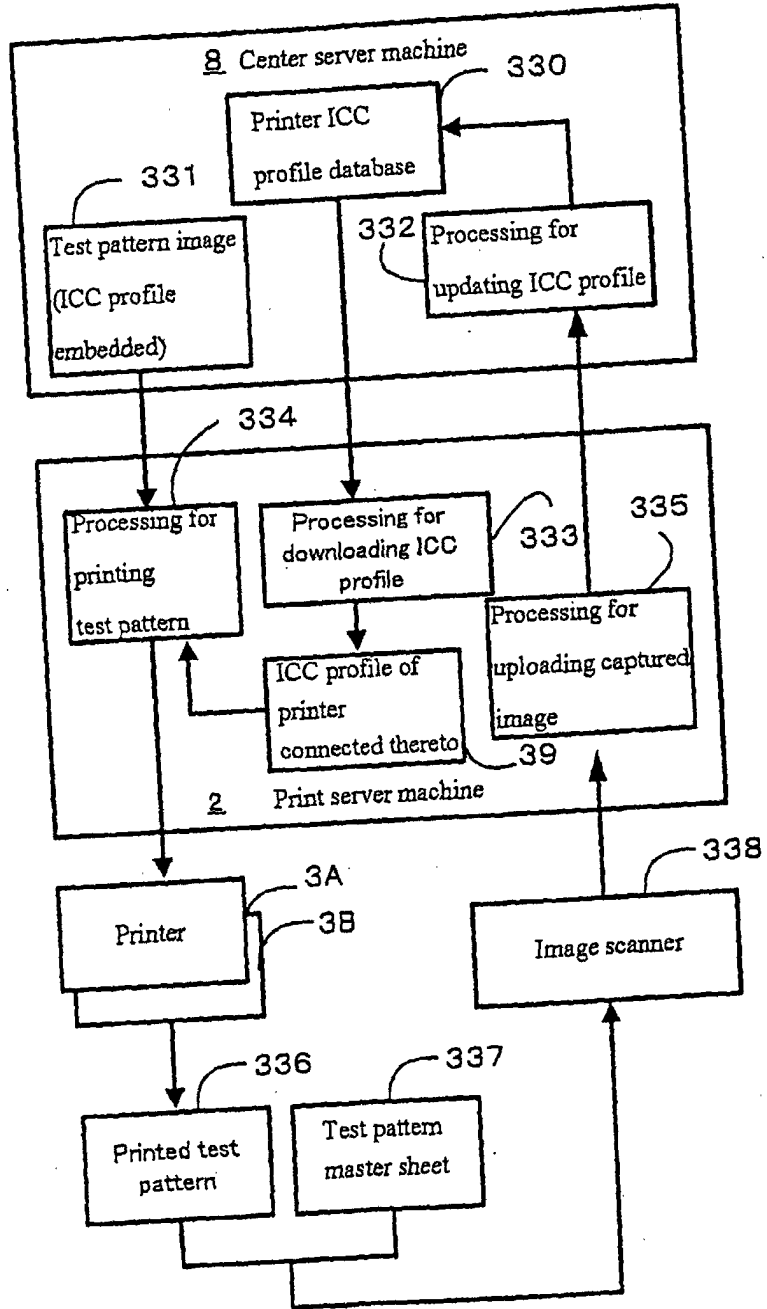 8 Center server machine
330
Printer ICC
profile database
331
Test pattern image
(ICC profile
embedded)
332
Processing for
updating ICC profile
334
Processing for
printing
test pattern
Processing for
downloading ICC
profile
333
335
Processing for
uploading captured
image
ICC profile of
printer
connected thereto
39
2 Print server machine
3A
Printer
3B
338
Image scanner
336
Printed test
pattern
337
Test pattern
master sheet